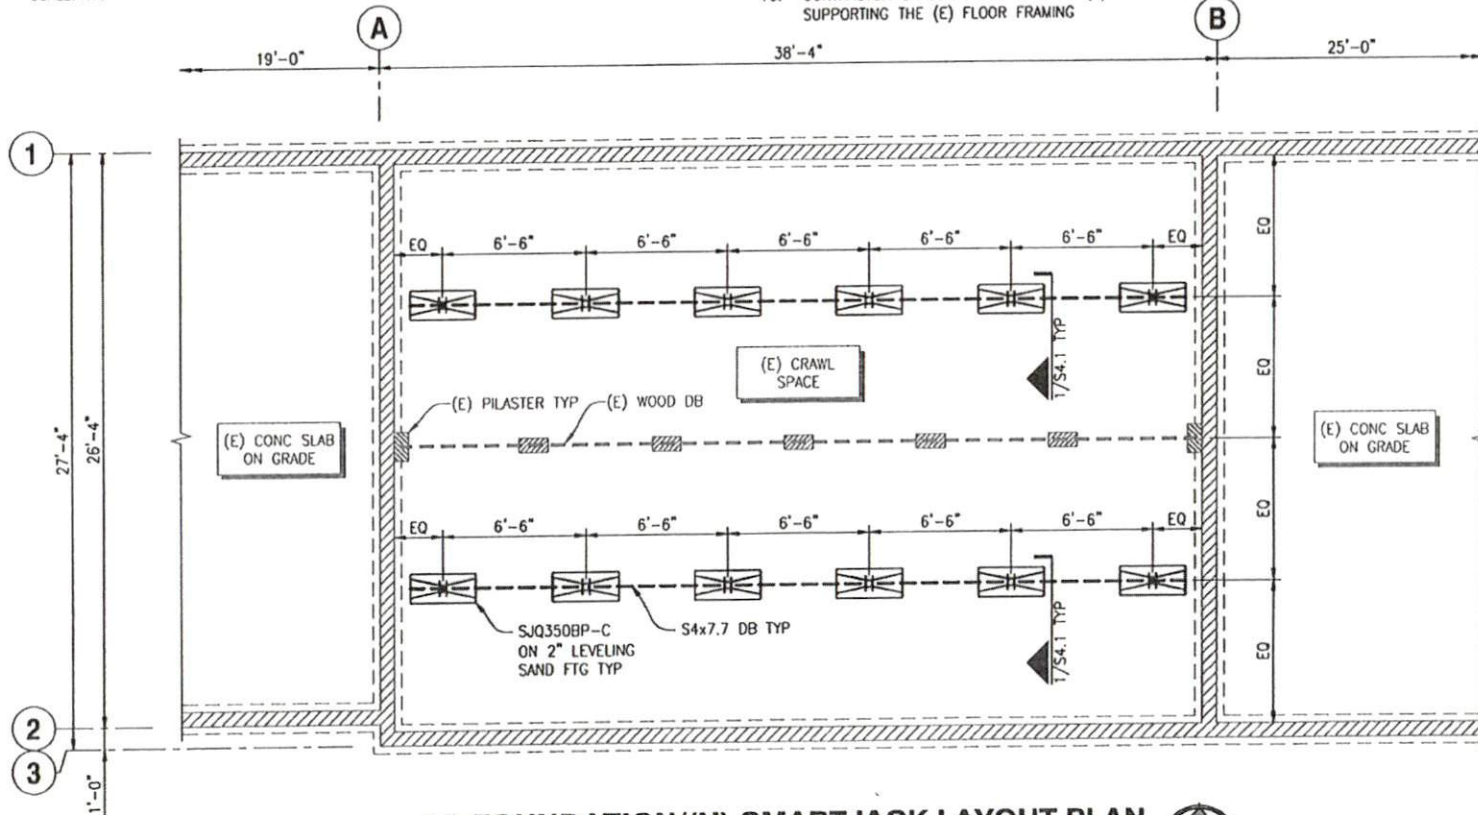 SUPPORTING THE (E) FLOOR FRAMING
A
B
19'-0"
38'-4"
25'-0"
1
EQ
6'-6"
6'-6"
6'-6"
6'-6"
6'-6"
EQ
EQ
1/S4.1 TYP
(E) CRAWL
SPACE
EQ
(E) PILASTER TYP
(E) WOOD DB
(E) CONC SLAB
ON GRADE
(E) CONC SLAB
ON GRADE
27'-4"
26'-4"
EQ
6'-6"
6'-6"
6'-6"
6'-6"
6'-6"
EQ
EQ
SJQ350BP-C
ON 2" LEVELING
SAND FTG TYP
S4x7.7 DB TYP
1/S4.1 TYP
EQ
2
3
1'-0"
SMARTJACK LAYOUT PLAN